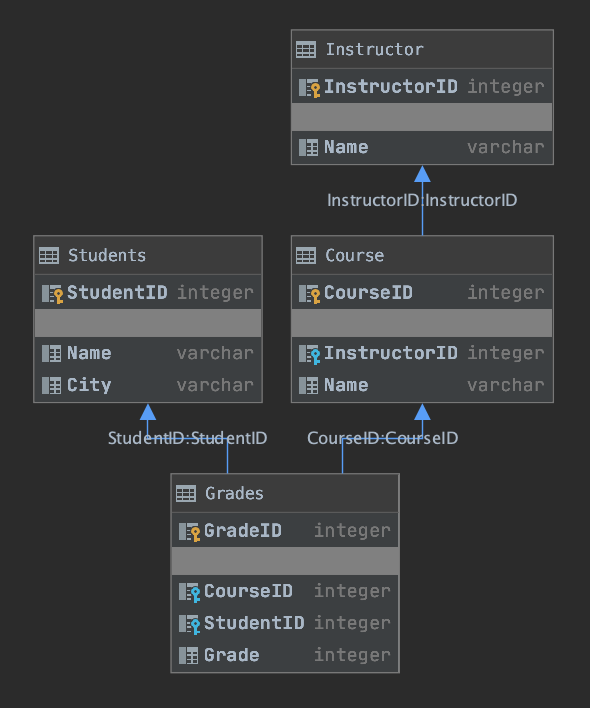 Instructor
InstructorID integer
Name varchar
InstructorID:InstructorID
Students
StudentID integer
Name varchar
City varchar
Course
CourseID integer
InstructorID integer
Name varchar
StudentID:StudentID
CourseID:CourseID
Grades
GradeID integer
CourseID integer
StudentID integer
Grade integer